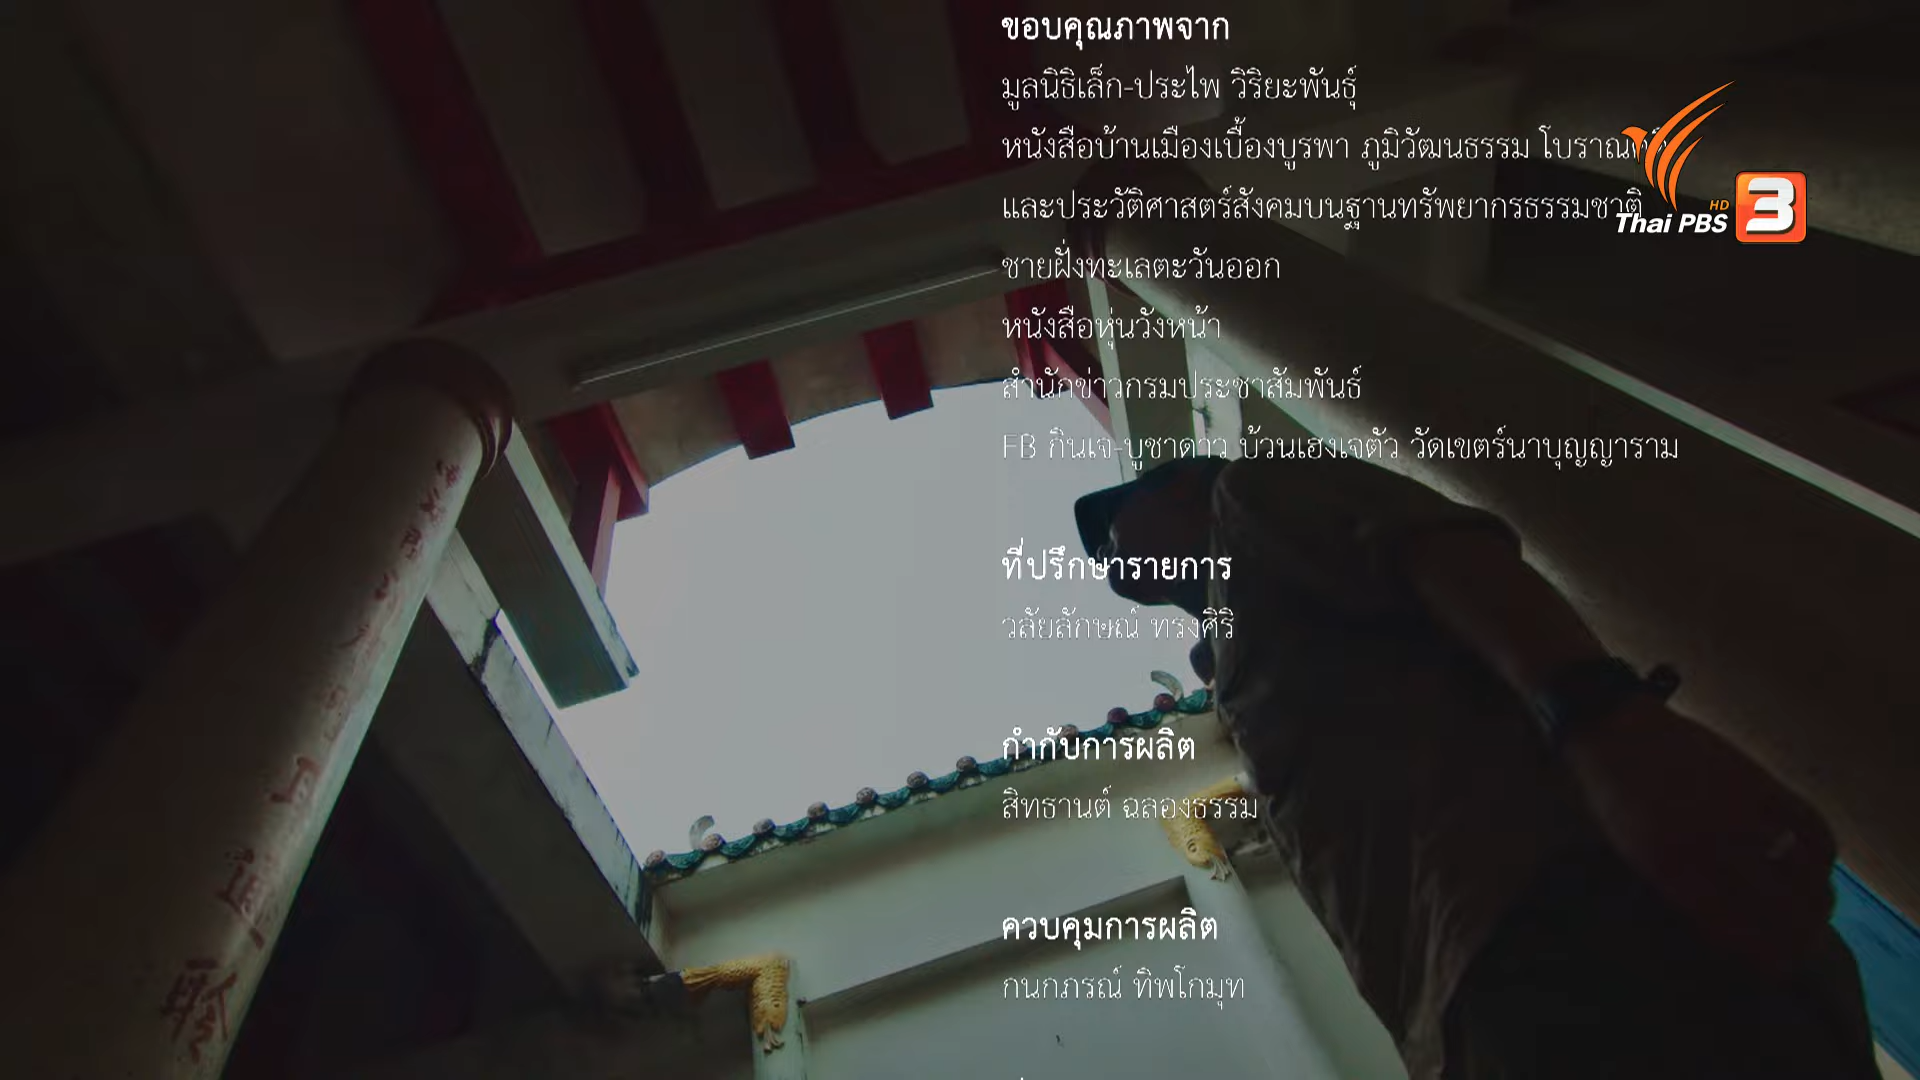 ขอบคุณภาพจาก
มูลนิธิเล็ก-ประไพ วิริยะพันธุ์
หนังสือบ้านเมืองเบื้องบูรพา ภูมิวัฒนธรรม โบราณคดี
และประวัติศาสตร์สังคมบนฐานทรัพยากรธรรมชาติ
ชายฝั่งทะเลตะวันออก
หนังสือหุ่นวังหน้า
สำนักข่าวกรมประชาสัมพันธ์
FB กินเจ-บูชาดาว บ้วนเฮงเจตัว วัดเขตร์นาบุญญาราม
ที่ปรึกษารายการ
วลัยลักษณ์ ทรงศิริ
กำกับการผลิต
สิทธานต์ ฉลองธรรม
ควบคุมการผลิต
กนกภรณ์ ทิพโกมุท
HD
Thai PBS 3